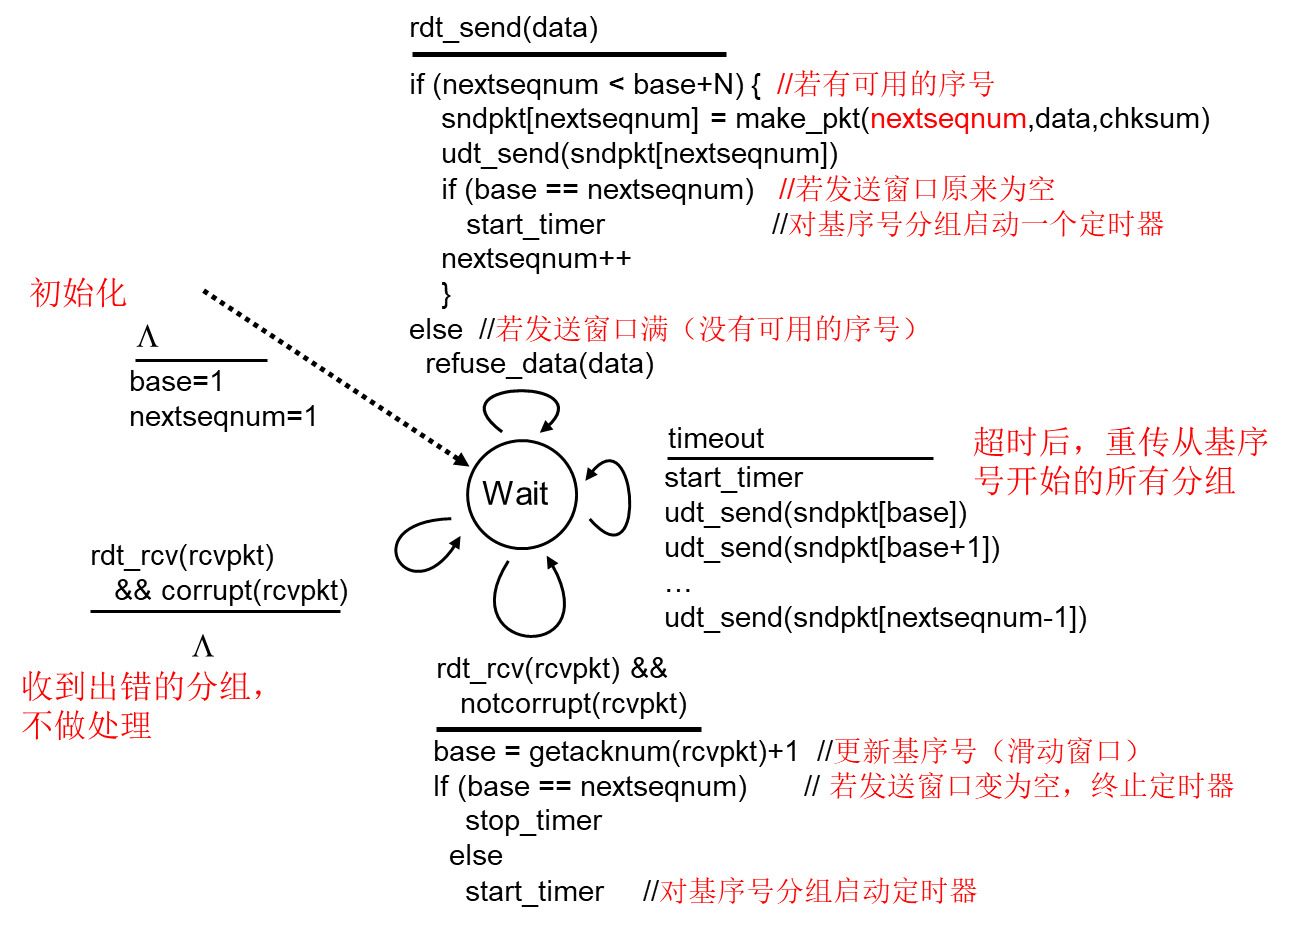 rdt_send(data)
if (nextseqnum < base+N) { //若有可用的序号
sndpkt[nextseqnum] = make_pkt(nextseqnum,data,chksum)
udt_send(sndpkt[nextseqnum])
if (base == nextseqnum) //若发送窗口原来为空
start_timer //对基序号分组启动一个定时器
nextseqnum++
}
else //若发送窗口满（没有可用的序号）
refuse_data(data)
初始化
Λ
base=1
nextseqnum=1
Wait
timeout
start_timer
udt_send(sndpkt[base])
udt_send(sndpkt[base+1])
…
udt_send(sndpkt[nextseqnum-1])
超时后，重传从基序
号开始的所有分组
rdt_rcv(rcvpkt)
&& corrupt(rcvpkt)
Λ
收到出错的分组，
不做处理
rdt_rcv(rcvpkt) &&
notcorrupt(rcvpkt)
base = getacknum(rcvpkt)+1 //更新基序号（滑动窗口）
If (base == nextseqnum) // 若发送窗口变为空，终止定时器
stop_timer
else
start_timer //对基序号分组启动定时器